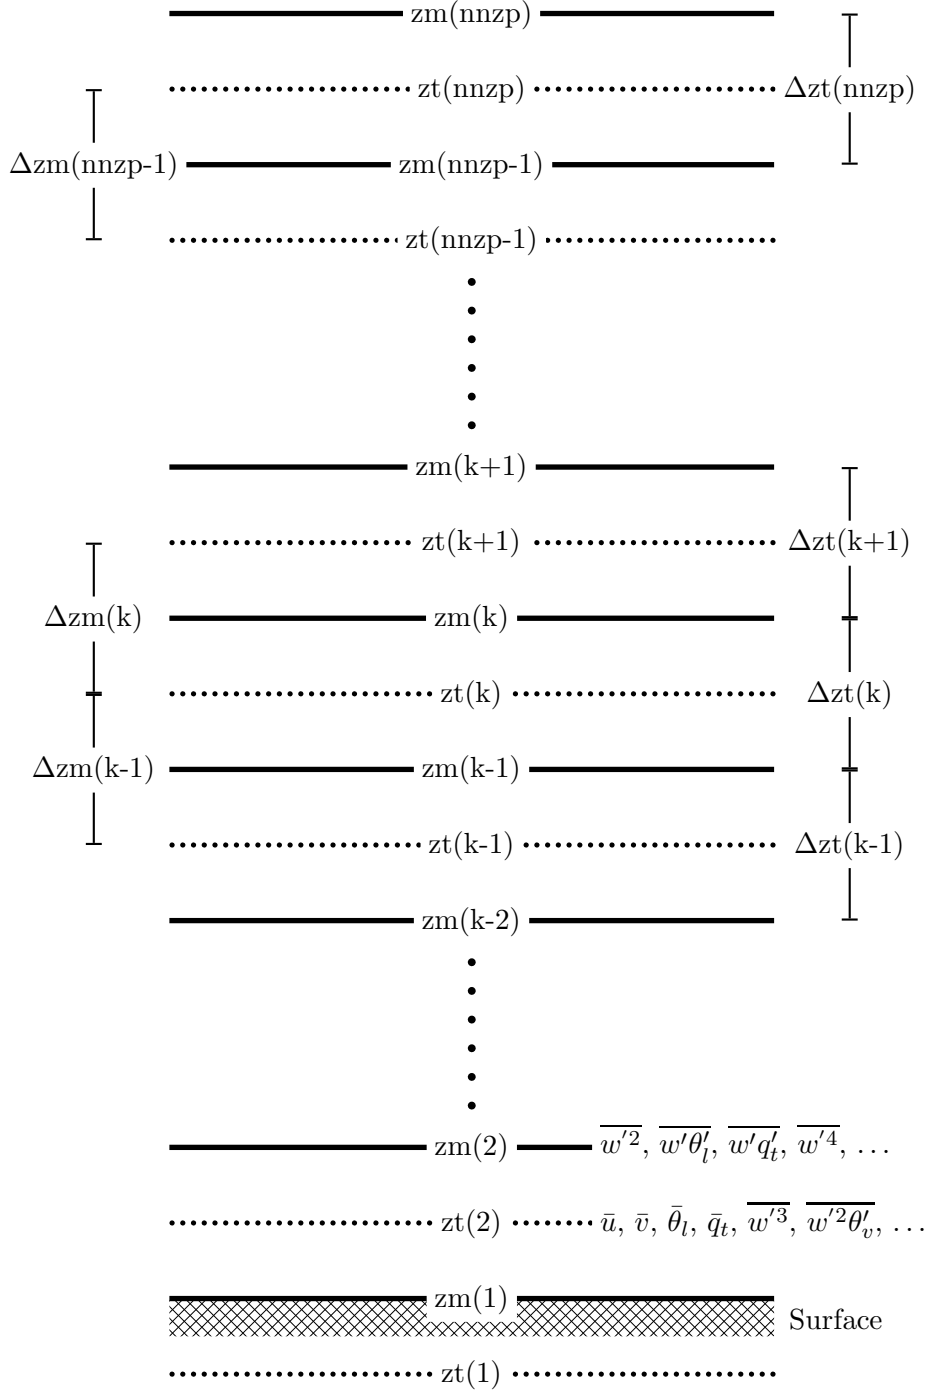 zm(nnzp)
zt(nnzp) Δzt(nnzp)
Δzm(nnzp-1) zm(nnzp-1)
zt(nnzp-1)
zm(k+1)
zt(k+1) Δzt(k+1)
Δzm(k) zm(k)
zt(k) Δzt(k)
Δzm(k-1) zm(k-1)
zt(k-1) Δzt(k-1)
zm(k-2)
zm(2) $\overline{w'^2}$, $\overline{w'\theta_l'}$, $\overline{w'q_t'}$, $\overline{w'^4}$, …
zt(2) $\bar{u}$, $\bar{v}$, $\bar{\theta}_l$, $\bar{q}_t$, $\overline{w'^3}$, $\overline{w'^2\theta_v'}$, …
zm(1)
Surface
zt(1)